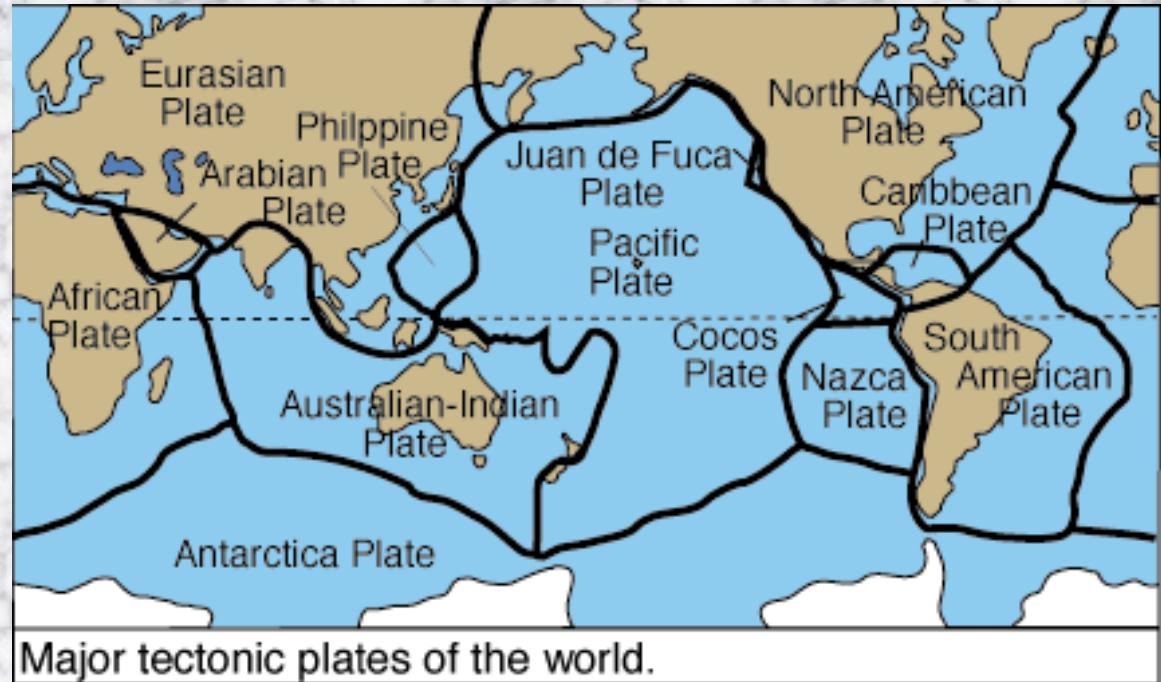 Eurasian
Plate
Philppine
Plate
North American
Plate
Juan de Fuca
Plate
Arabian
Plate
Caribbean
Plate
Pacific
Plate
African
Plate
Cocos
Plate
South
American
Plate
Nazca
Plate
Australian-Indian
Plate
Antarctica Plate
Major tectonic plates of the world.